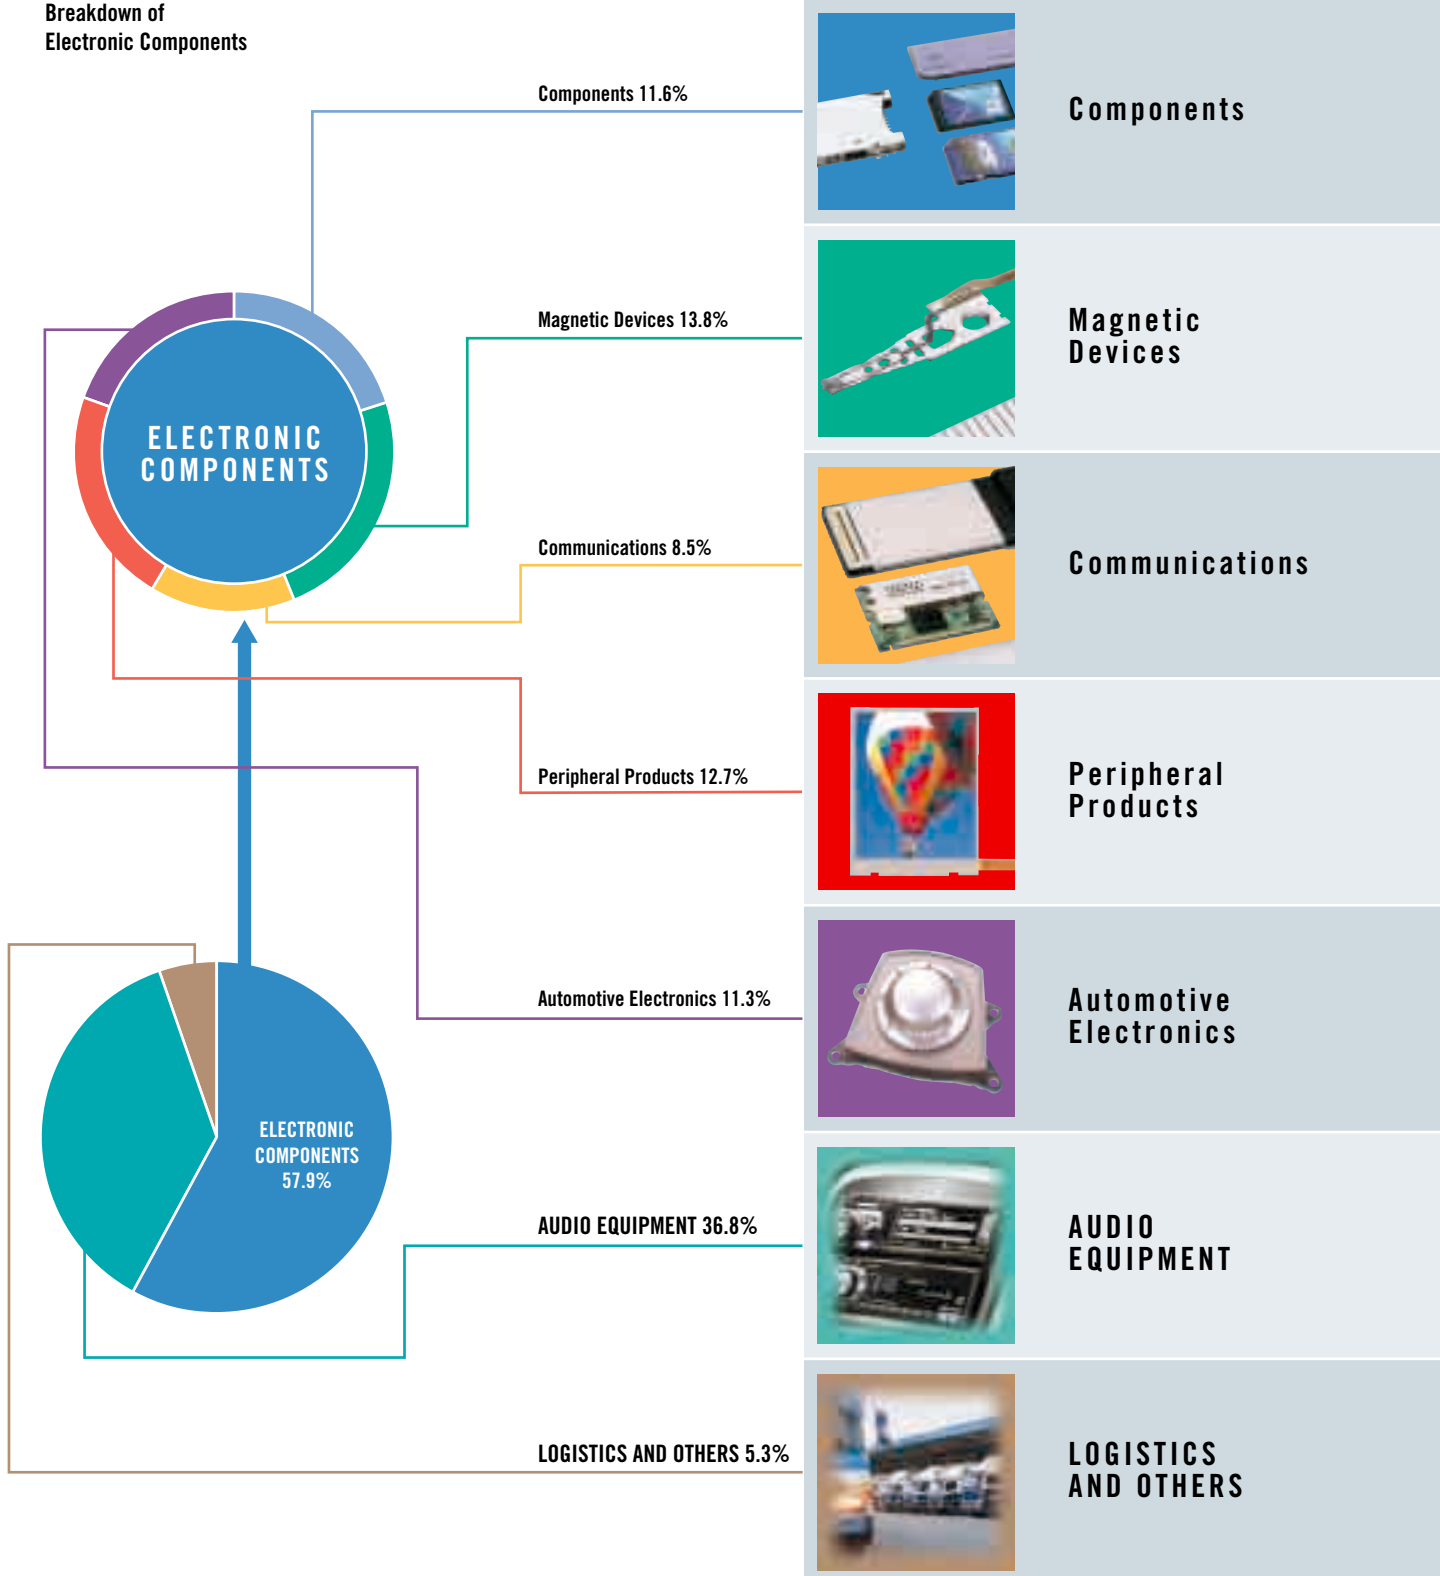 Breakdown of
Electronic Components
Components 11.6%
Components
Magnetic Devices 13.8%
Magnetic
Devices
ELECTRONIC
COMPONENTS
Communications 8.5%
Communications
Peripheral Products 12.7%
Peripheral
Products
Automotive Electronics 11.3%
Automotive
Electronics
ELECTRONIC
COMPONENTS
57.9%
AUDIO EQUIPMENT 36.8%
AUDIO
EQUIPMENT
LOGISTICS AND OTHERS 5.3%
LOGISTICS
AND OTHERS